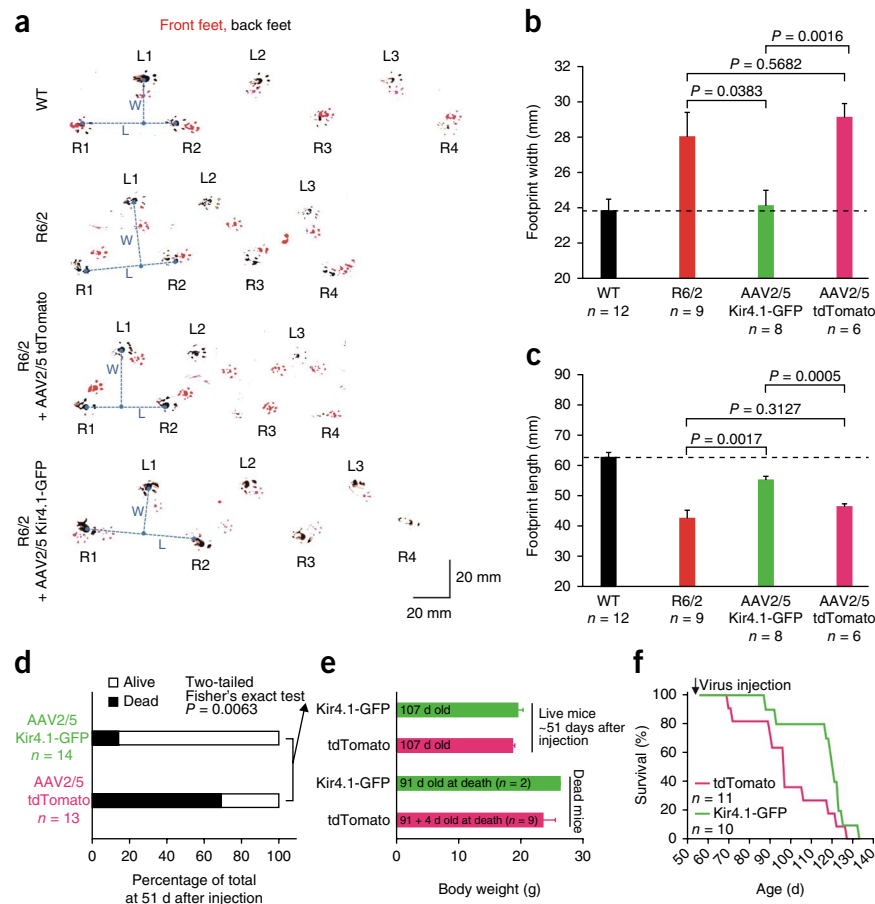 a
Front feet, back feet
WT
L1
L2
L3
W
L
R1
R2
R3
R4
R6/2
L1
L2
L3
W
L
R1
R2
R3
R4
R6/2
+ AAV2/5 tdTomato
L1
L2
L3
W
L
R1
R2
R3
R4
R6/2
+ AAV2/5 Kir4.1-GFP
L1
L2
L3
W
L
R1
R2
R3
R4
20 mm
20 mm
b
P = 0.0016
P = 0.5682
P = 0.0383
Footprint width (mm)
32
30
28
26
24
22
20
WT
n = 12
R6/2
n = 9
AAV2/5
Kir4.1-GFP
n = 8
AAV2/5
tdTomato
n = 6
c
P = 0.0005
P = 0.3127
P = 0.0017
Footprint length (mm)
90
80
70
60
50
40
30
20
WT
n = 12
R6/2
n = 9
AAV2/5
Kir4.1-GFP
n = 8
AAV2/5
tdTomato
n = 6
d
Alive
Dead
Two-tailed
Fisher's exact test
P = 0.0063
AAV2/5
Kir4.1-GFP
n = 14
AAV2/5
tdTomato
n = 13
0 20 40 60 80 100
Percentage of total
at 51 d after injection
e
Kir4.1-GFP
107 d old
tdTomato
107 d old
Live mice
~51 days after
injection
Kir4.1-GFP
91 d old at death (n = 2)
tdTomato
91 + 4 d old at death (n = 9)
Dead mice
0 10 20 30
Body weight (g)
f
Virus injection
Survival (%)
100
80
60
40
20
0
tdTomato
n = 11
Kir4.1-GFP
n = 10
50 60 70 80 90 100 110 120 130 140
Age (d)